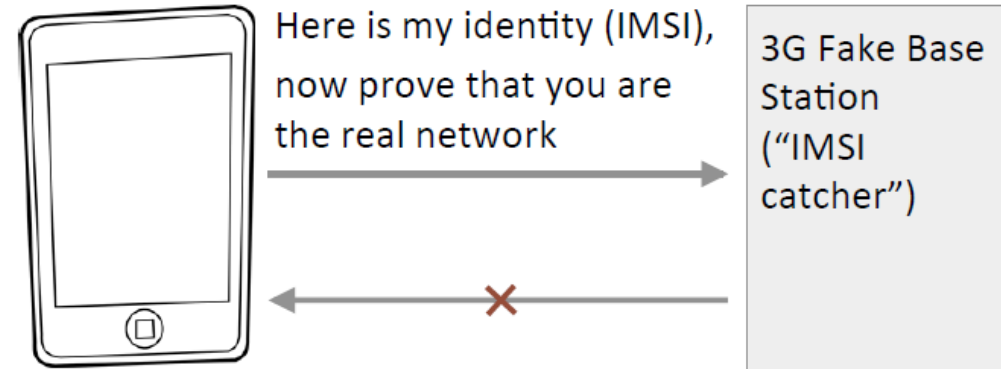 Here is my identity (IMSI),
now prove that you are
the real network
3G Fake Base
Station
(“IMSI
catcher”)